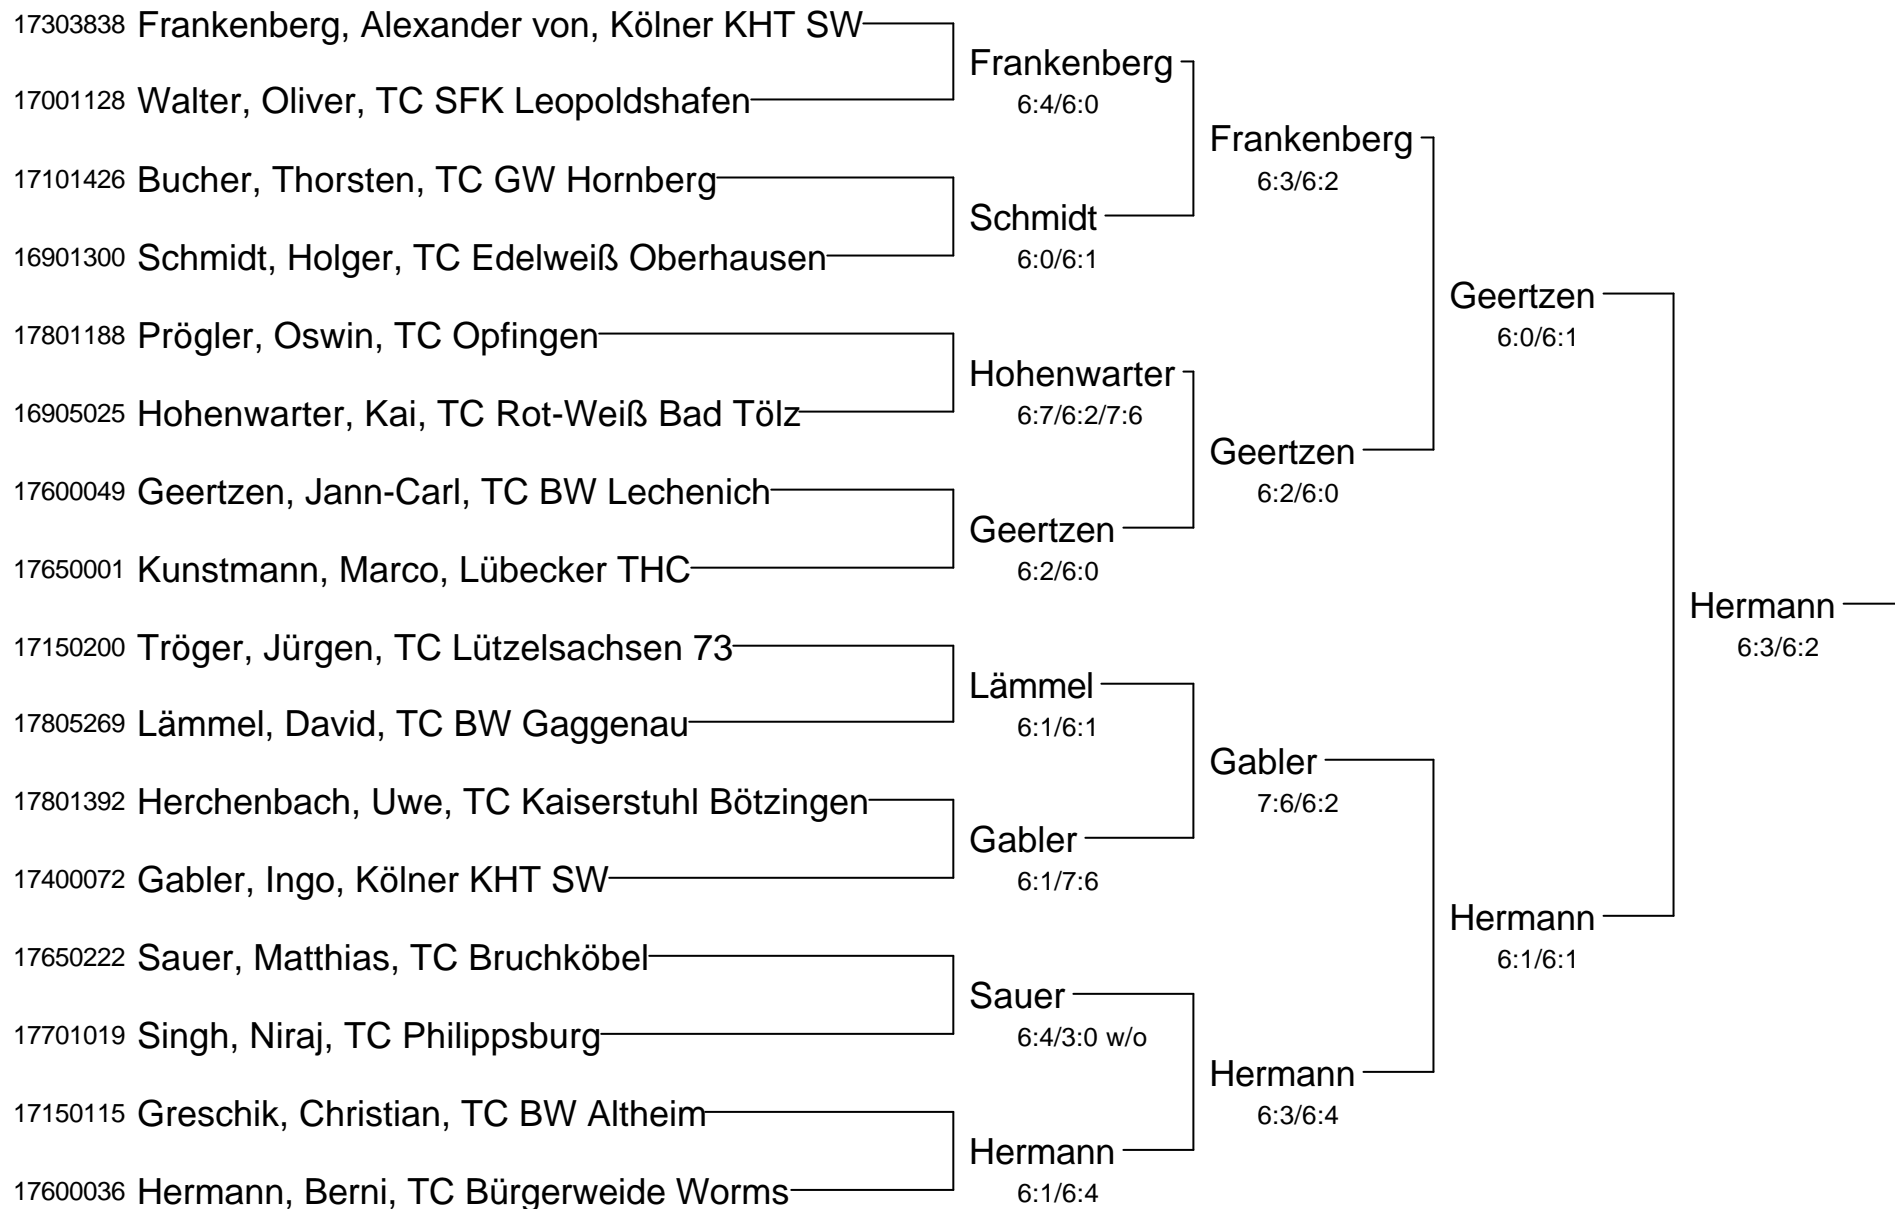 17303838 Frankenberg, Alexander von, Kölner KHT SW
Frankenberg
17001128 Walter, Oliver, TC SFK Leopoldshafen
6:4/6:0
Frankenberg
17101426 Bucher, Thorsten, TC GW Hornberg
6:3/6:2
Schmidt
16901300 Schmidt, Holger, TC Edelweiß Oberhausen
6:0/6:1
Geertzen
17801188 Prögler, Oswin, TC Opfingen
6:0/6:1
Hohenwarter
16905025 Hohenwarter, Kai, TC Rot-Weiß Bad Tölz
6:7/6:2/7:6
Geertzen
17600049 Geertzen, Jann-Carl, TC BW Lechenich
6:2/6:0
Geertzen
17650001 Kunstmann, Marco, Lübecker THC
6:2/6:0
Hermann
17150200 Tröger, Jürgen, TC Lützelsachsen 73
6:3/6:2
Lämmel
17805269 Lämmel, David, TC BW Gaggenau
6:1/6:1
Gabler
17801392 Herchenbach, Uwe, TC Kaiserstuhl Bötzingen
7:6/6:2
Gabler
17400072 Gabler, Ingo, Kölner KHT SW
6:1/7:6
Hermann
17650222 Sauer, Matthias, TC Bruchköbel
6:1/6:1
Sauer
17701019 Singh, Niraj, TC Philippsburg
6:4/3:0 w/o
Hermann
17150115 Greschik, Christian, TC BW Altheim
6:3/6:4
Hermann
17600036 Hermann, Berni, TC Bürgerweide Worms
6:1/6:4